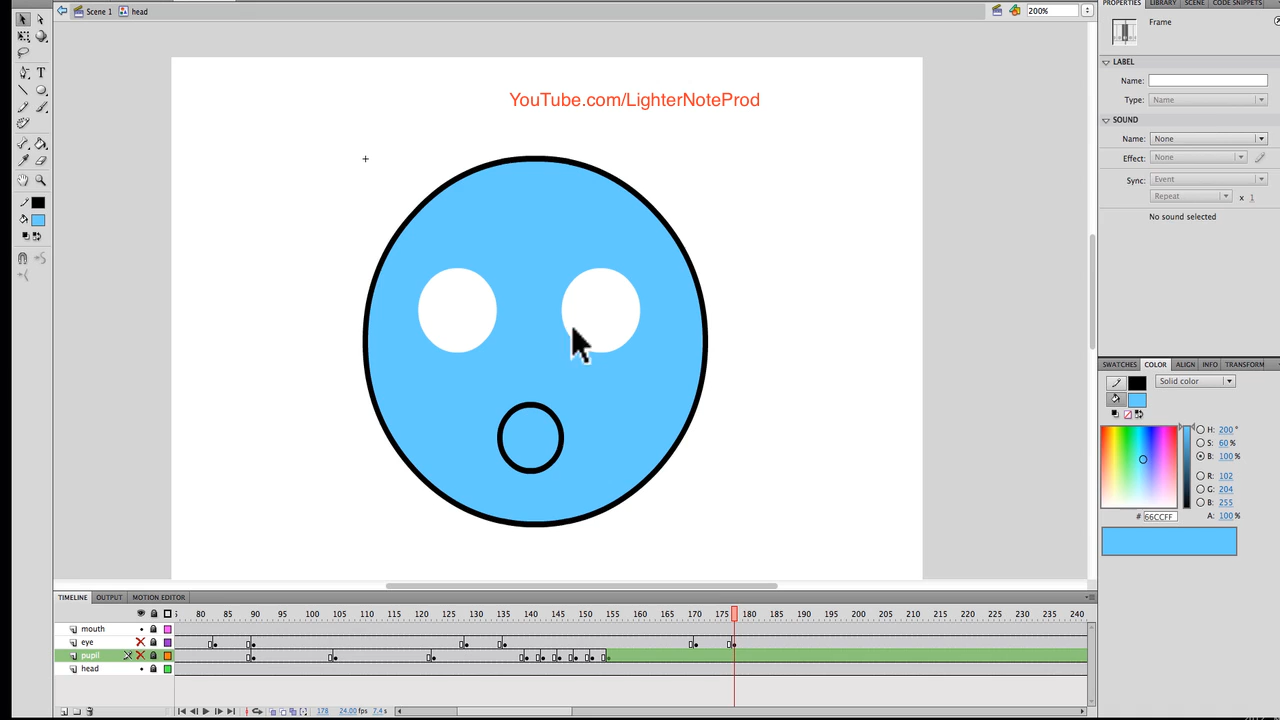 Scene 1 head
200%
PROPERTIES LIBRARY SCENE CODE SNIPPETS
Frame
LABEL
Name:
Type: Name
SOUND
Name: None
Effect: None
Sync: Event
Repeat x 1
No sound selected
YouTube.com/LighterNoteProd
SWATCHES COLOR ALIGN INFO TRANSFORM
Solid color
H: 200 °
S: 60 %
B: 100 %
R: 102
G: 204
B: 255
# 66CCFF A: 100 %
TIMELINE OUTPUT MOTION EDITOR
80 85 90 95 100 105 110 115 120 125 130 135 140 145 150 155 160 165 170 175 180 185 190 195 200 205 210 215 220 225 230 235 240
mouth
eye
pupil
head
178 24.00 fps 7.4 s